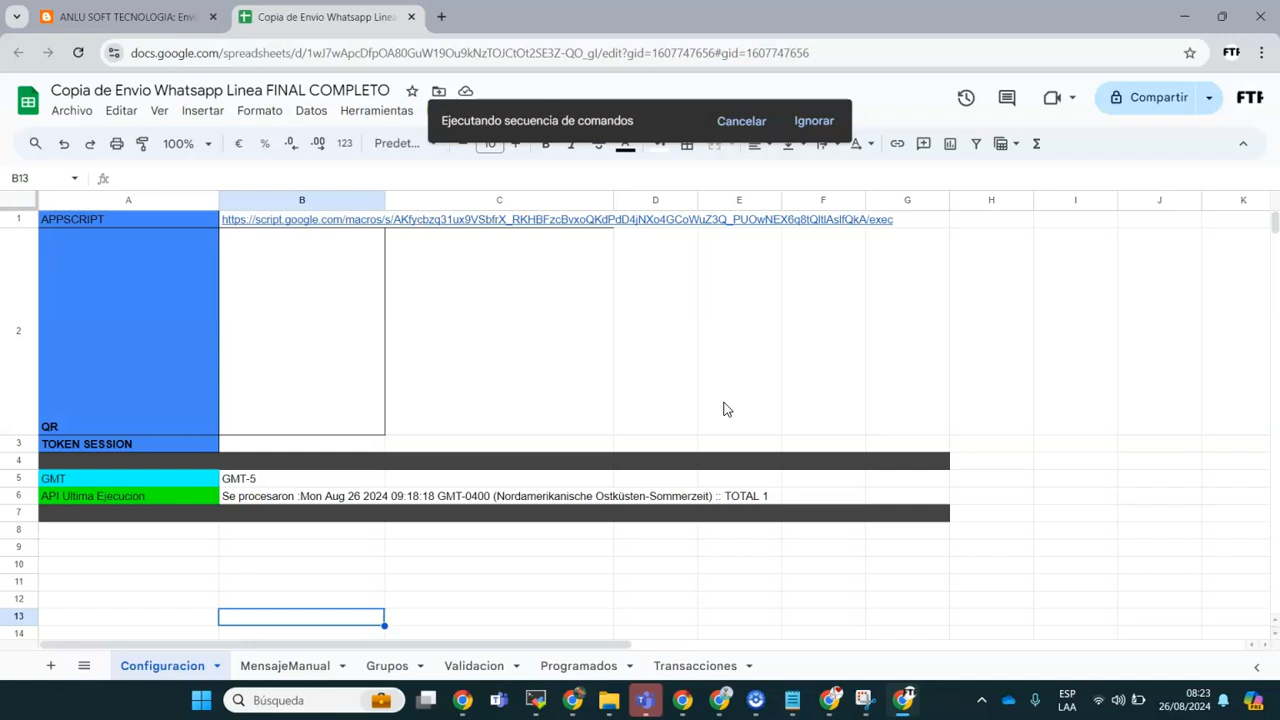 ANLU SOFT TECNOLOGIA: Envi
Copia de Envio Whatsapp Linea
docs.google.com/spreadsheets/d/1wJ7wApcDfpOA80GuW19Ou9kNzTOJCtOt2SE3Z-QO_gI/edit?gid=1607747656#gid=1607747656
Copia de Envio Whatsapp Linea FINAL COMPLETO
Archivo Editar Ver Insertar Formato Datos Herramientas
Compartir
Ejecutando secuencia de comandos Cancelar Ignorar
100% € % .0 .00 123 Predet... 10
B13
A B C D E F G H I J K
1 APPSCRIPT https://script.google.com/macros/s/AKfycbzq31ux9VSbfrX_RKHBFzcBvxoQKdPdD4jNXo4GCoWuZ3Q_PUOwNEX6q8tQltlAslfQkA/exec
2 QR
3 TOKEN SESSION
4
5 GMT GMT-5
6 API Ultima Ejecucion Se procesaron :Mon Aug 26 2024 09:18:18 GMT-0400 (Nordamerikanische Ostküsten-Sommerzeit) :: TOTAL 1
7
8
9
10
11
12
13
14
Configuracion MensajeManual Grupos Validacion Programados Transacciones
Búsqueda
ESP
LAA
08:23
26/08/2024